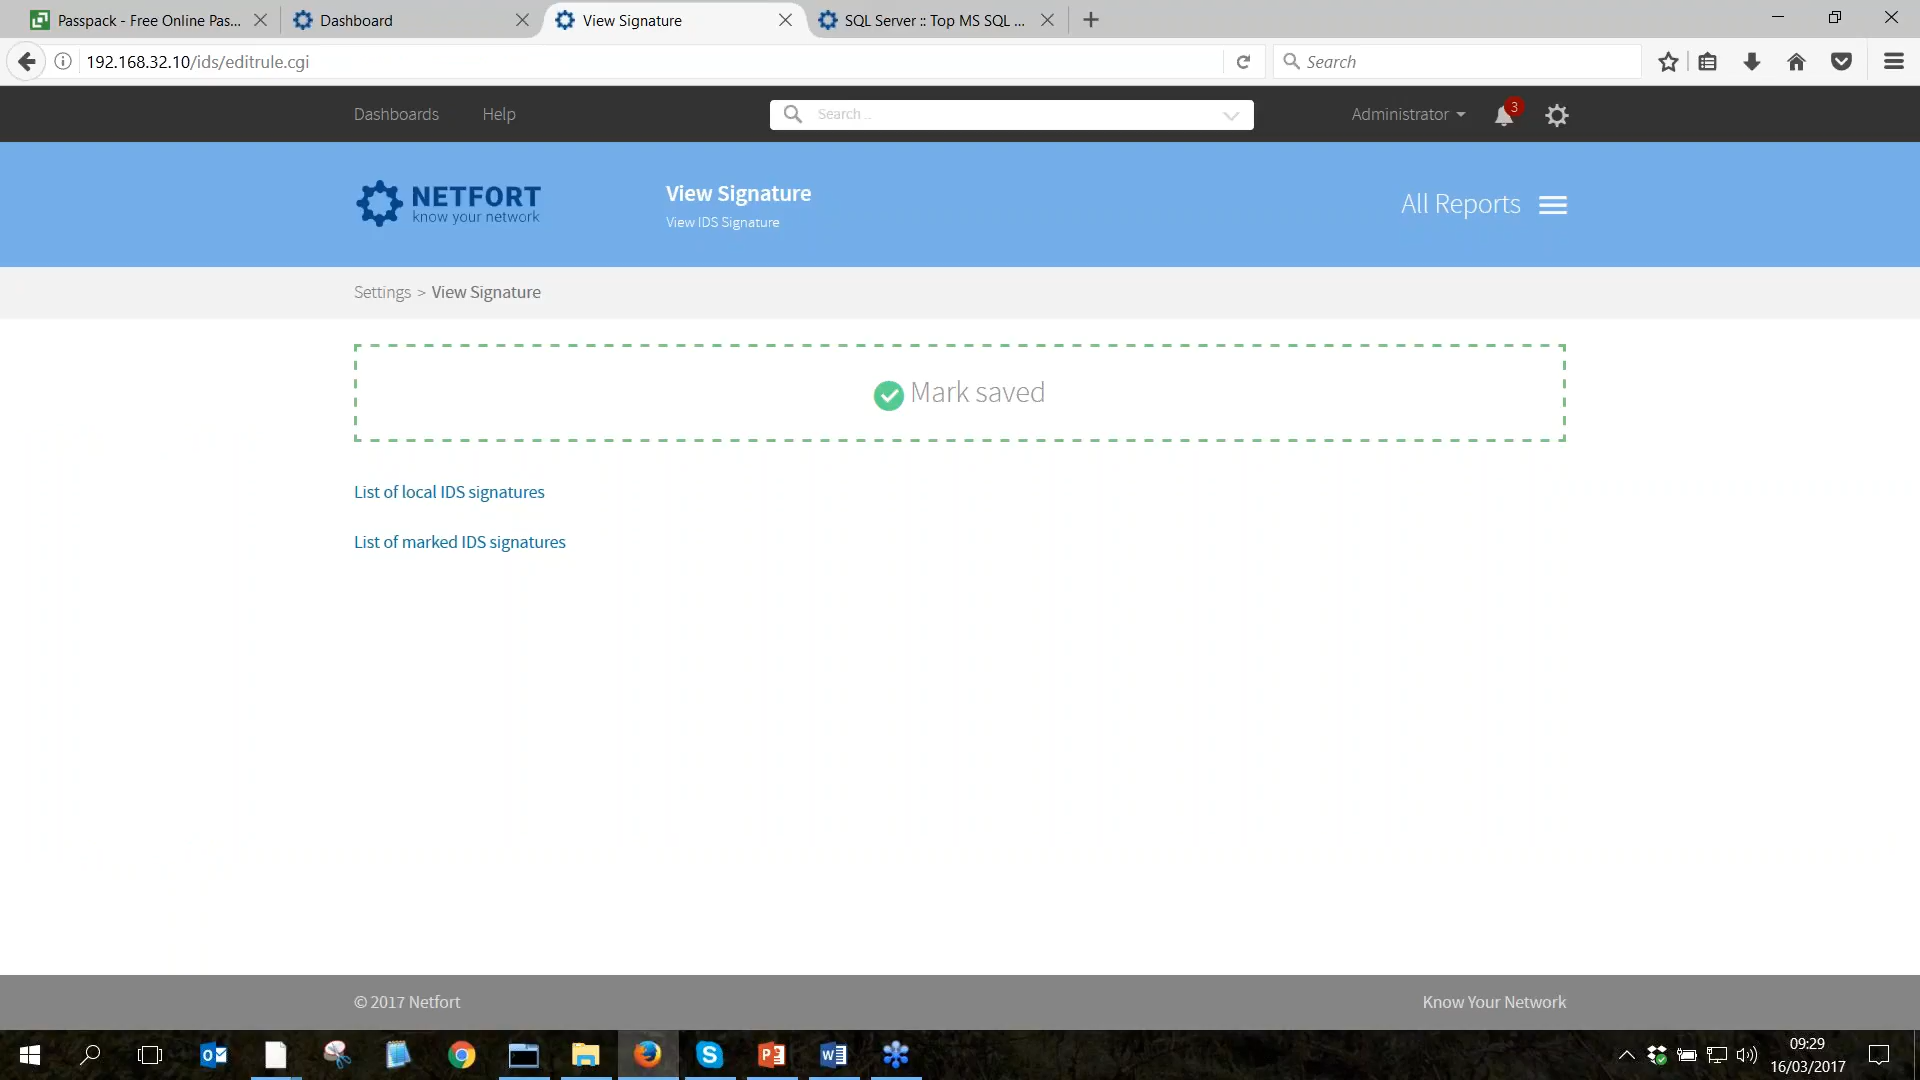 Passpack - Free Online Pas...
Dashboard
View Signature
SQL Server :: Top MS SQL ...
192.168.32.10/ids/editrule.cgi
Search
Dashboards
Help
Search ..
Administrator
3
NETFORT
know your network
View Signature
View IDS Signature
All Reports
Settings > View Signature
Mark saved
List of local IDS signatures
List of marked IDS signatures
© 2017 Netfort
Know Your Network
09:29
16/03/2017